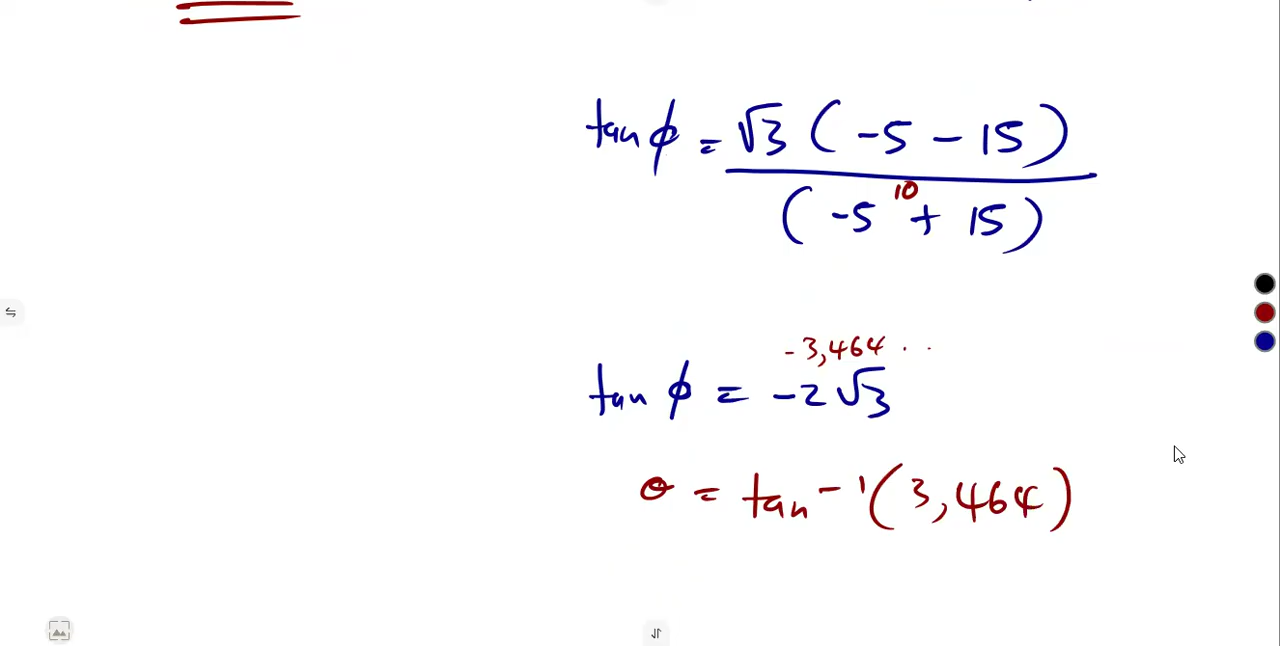 tan φ = √3 ( -5 - 15)
10
( -5 + 15)
-3,464 . . .
tan φ = -2√3
θ = tan⁻¹(3,464)